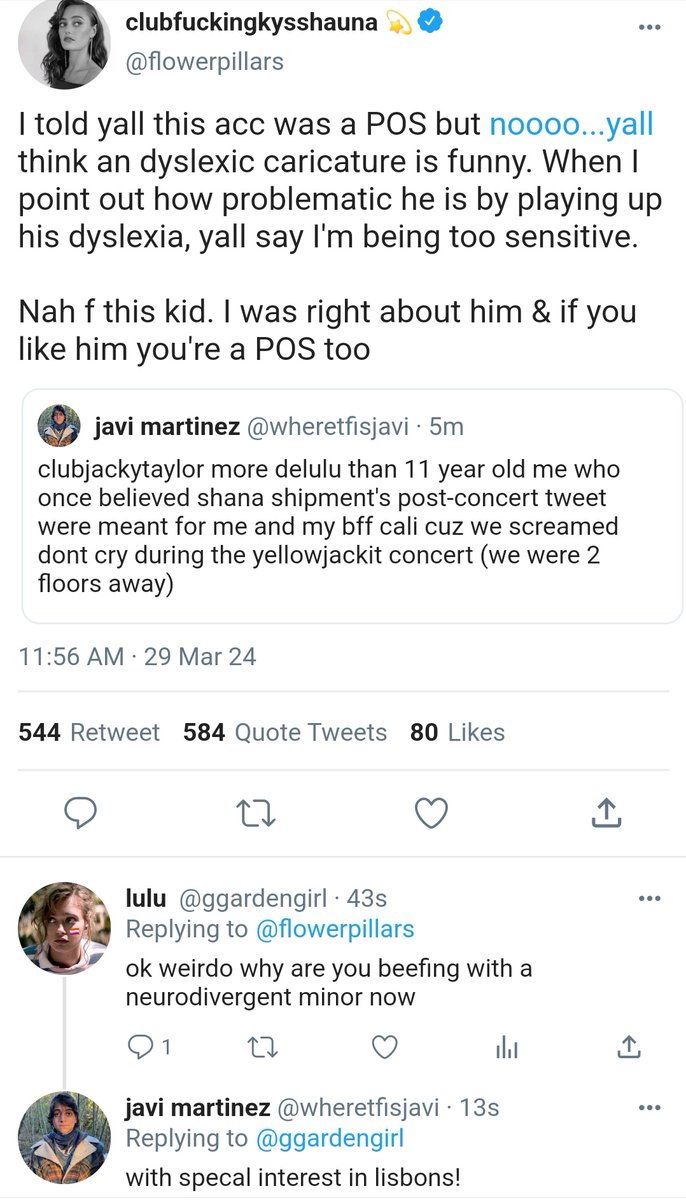 clubfuckingkysshauna 💫
@flowerpillars
I told yall this acc was a POS but noooo...yall
think an dyslexic caricature is funny. When I
point out how problematic he is by playing up
his dyslexia, yall say I'm being too sensitive.
Nah f this kid. I was right about him & if you
like him you're a POS too
javi martinez @wheretfisjavi · 5m
clubjackytaylor more delulu than 11 year old me who
once believed shana shipment's post-concert tweet
were meant for me and my bff cali cuz we screamed
dont cry during the yellowjackit concert (we were 2
floors away)
11:56 AM · 29 Mar 24
544 Retweet 584 Quote Tweets 80 Likes
lulu @ggardengirl · 43s
Replying to @flowerpillars
ok weirdo why are you beefing with a
neurodivergent minor now
1
javi martinez @wheretfisjavi · 13s
Replying to @ggardengirl
with specal interest in lisbons!